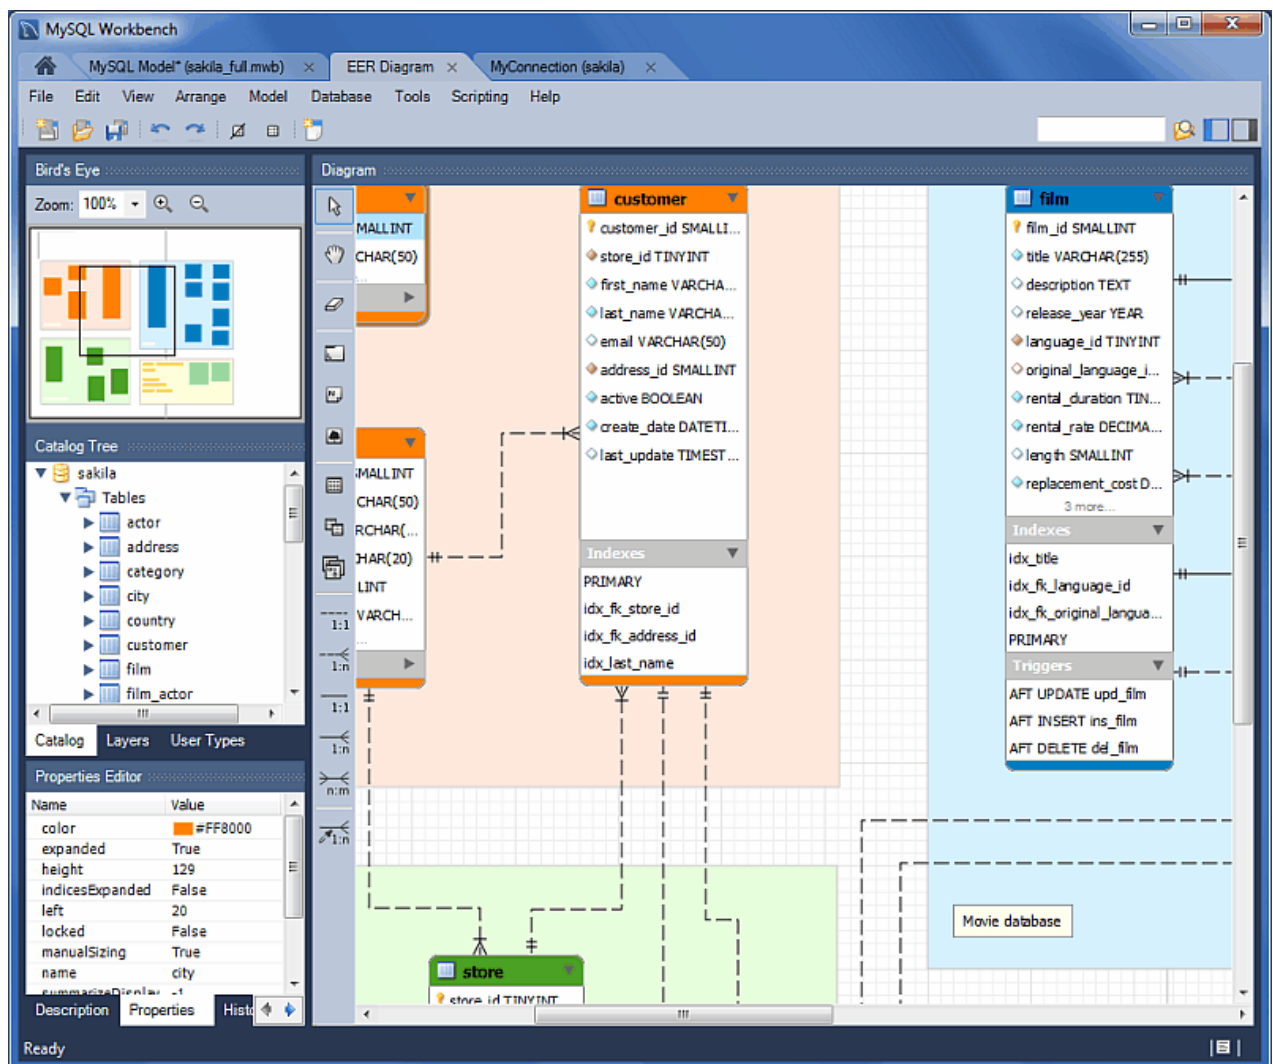 MySQL Workbench
MySQL Model* (sakila_full.mwb) EER Diagram MyConnection (sakila)
File Edit View Arrange Model Database Tools Scripting Help
Bird's Eye
Zoom: 100%
Catalog Tree
sakila
Tables
actor
address
category
city
country
customer
film
film_actor
Catalog Layers User Types
Properties Editor
Name Value
color #FF8000
expanded True
height 129
indicesExpanded False
left 20
locked False
manualSizing True
name city
summarizeDisplay -1
Description Properties Histo
Ready
Diagram
1:1
1:n
1:1
1:n
n:m
1:n
MALLINT
CHAR(50)
...
SMALLINT
CHAR(50)
RCHAR(...
HAR(20)
LINT
VARCH...
...
customer
customer_id SMALLI...
store_id TINYINT
first_name VARCHA...
last_name VARCHA...
email VARCHAR(50)
address_id SMALLINT
active BOOLEAN
create_date DATETI...
last_update TIMEST...
Indexes
PRIMARY
idx_fk_store_id
idx_fk_address_id
idx_last_name
store
store_id TINYINT
film
film_id SMALLINT
title VARCHAR(255)
description TEXT
release_year YEAR
language_id TINYINT
original_language_i...
rental_duration TIN...
rental_rate DECIMA...
length SMALLINT
replacement_cost D...
3 more...
Indexes
idx_title
idx_fk_language_id
idx_fk_original_langua...
PRIMARY
Triggers
AFT UPDATE upd_film
AFT INSERT ins_film
AFT DELETE del_film
Movie database